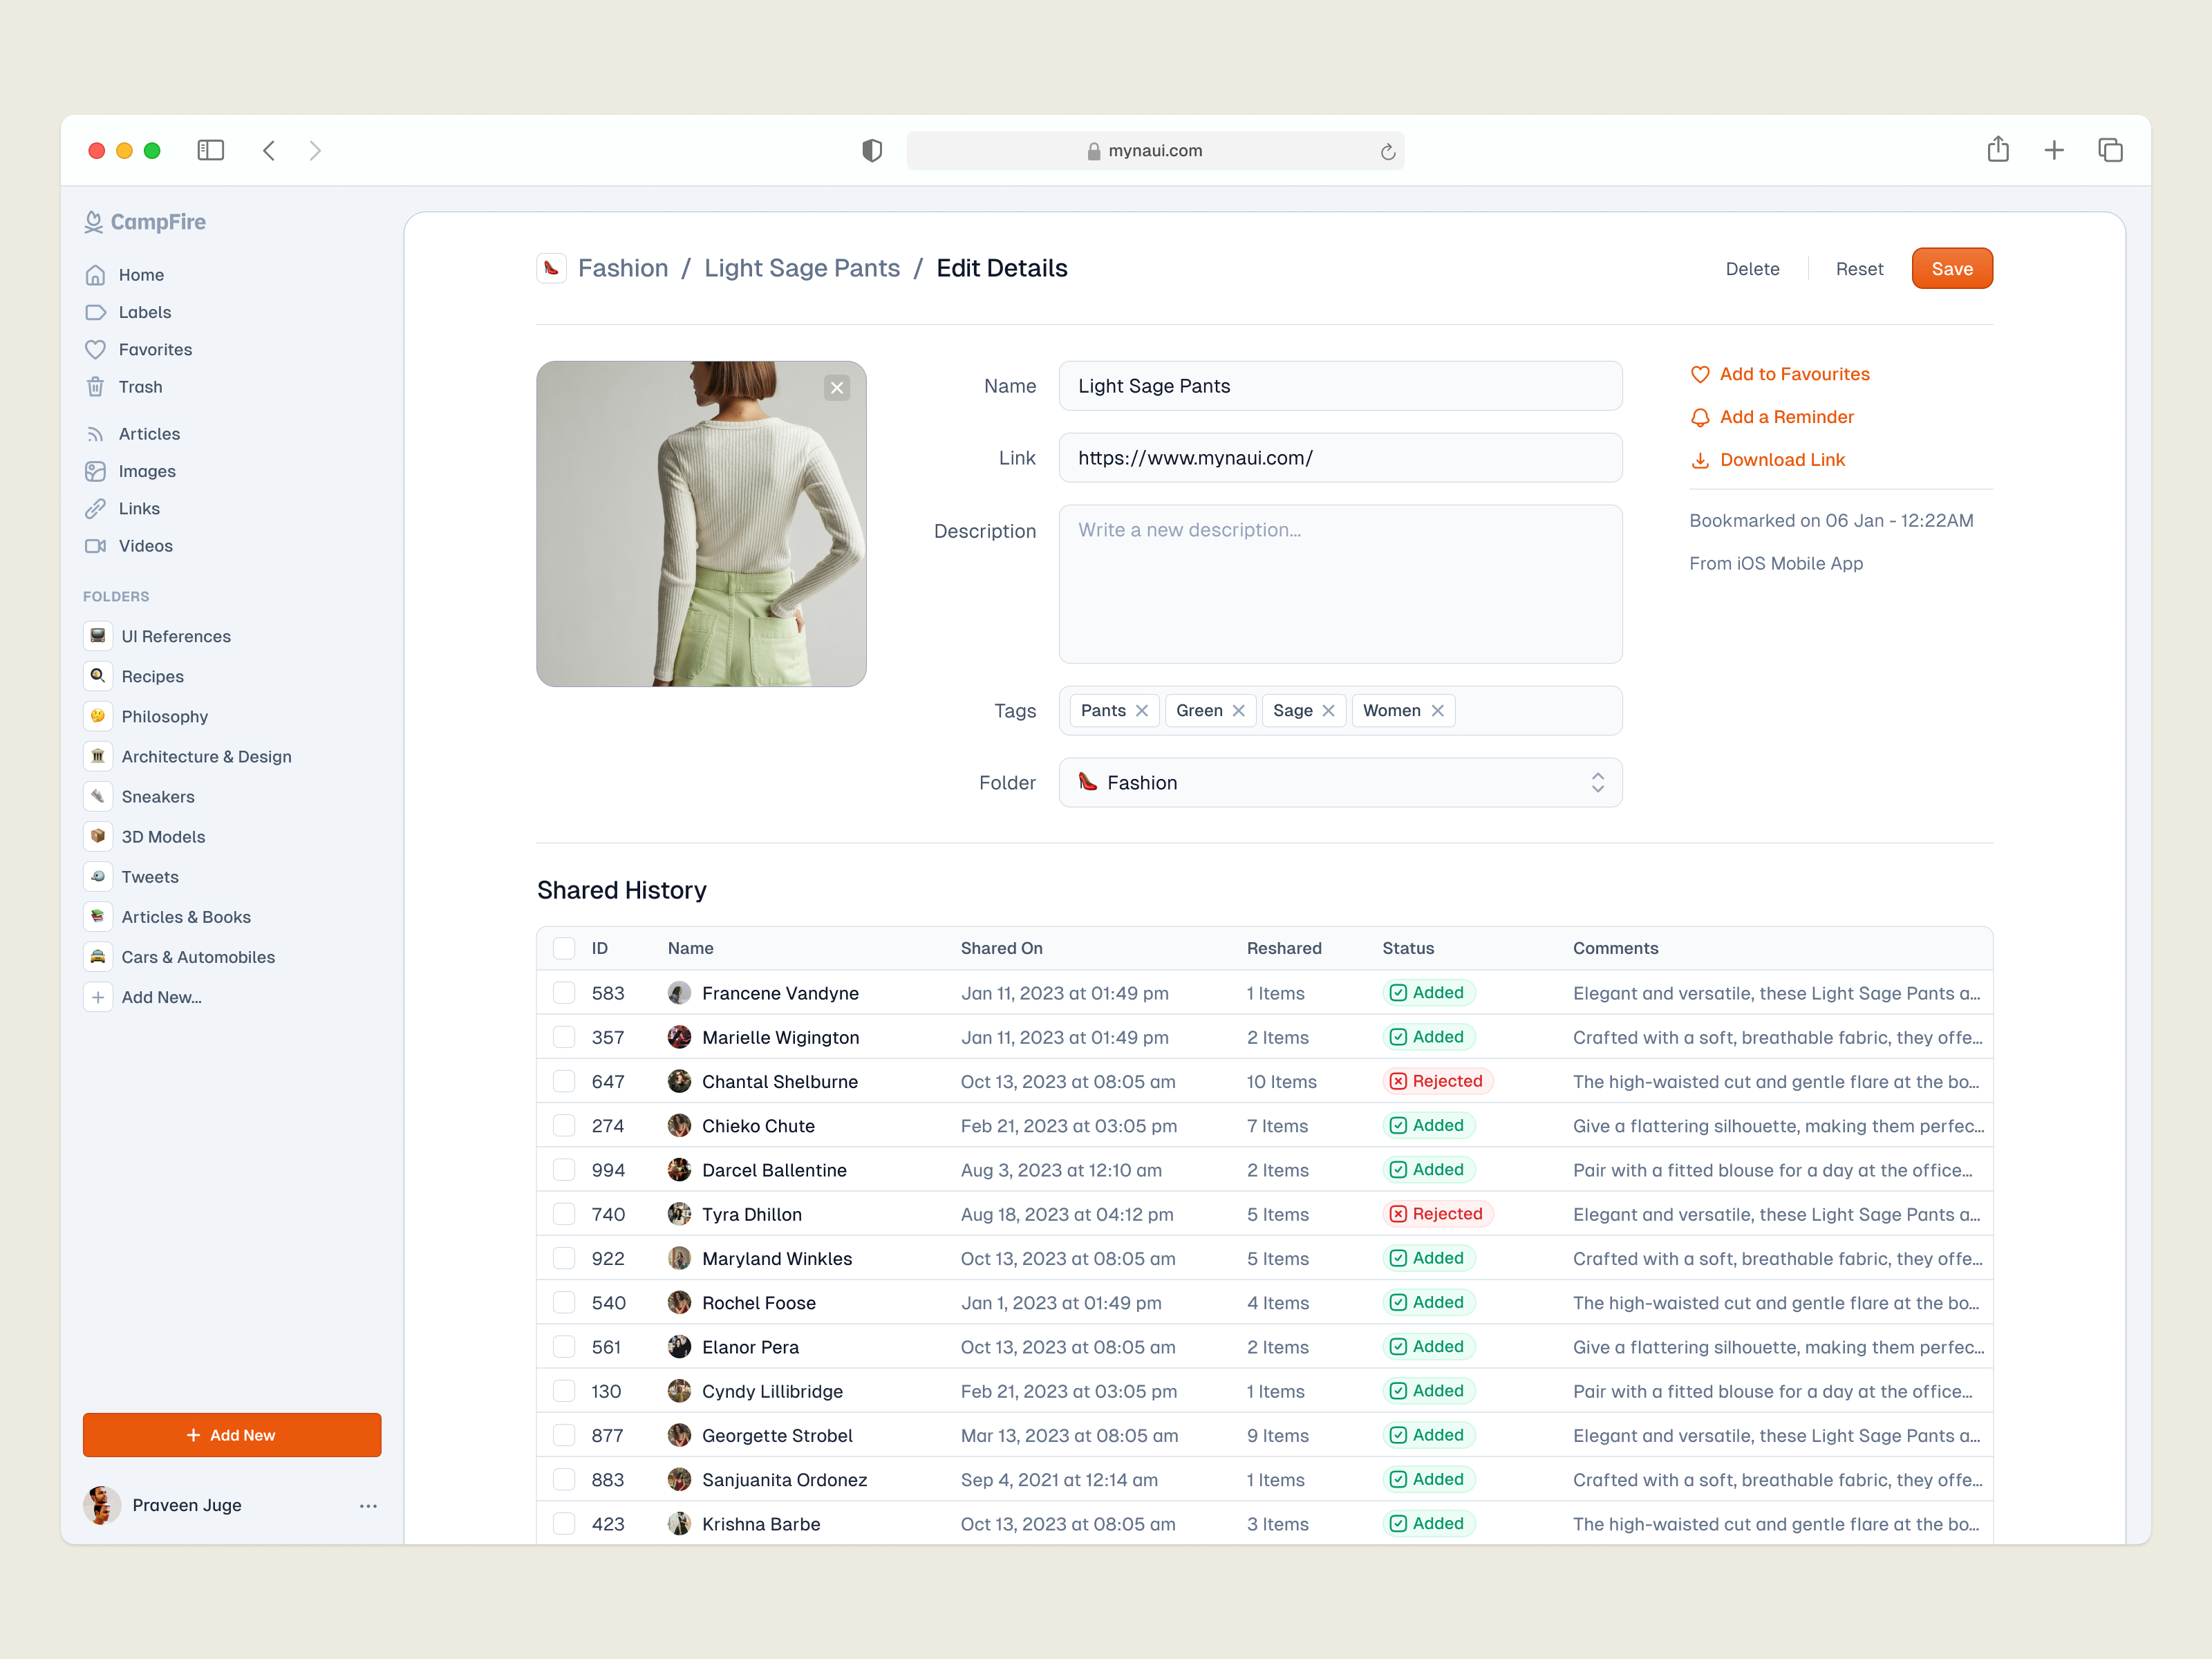 mynaui.com
CampFire
Home
Labels
Favorites
Trash
Articles
Images
Links
Videos
FOLDERS
UI References
Recipes
Philosophy
Architecture & Design
Sneakers
3D Models
Tweets
Articles & Books
Cars & Automobiles
Add New...
Add New
Praveen Juge
Fashion / Light Sage Pants / Edit Details
Delete
Reset
Save
Name
Light Sage Pants
Link
https://www.mynaui.com/
Description
Write a new description...
Tags
Pants Green Sage Women
Folder
Fashion
Add to Favourites
Add a Reminder
Download Link
Bookmarked on 06 Jan - 12:22AM
From iOS Mobile App
Shared History
ID Name Shared On Reshared Status Comments
583 Francene Vandyne Jan 11, 2023 at 01:49 pm 1 Items Added Elegant and versatile, these Light Sage Pants a...
357 Marielle Wigington Jan 11, 2023 at 01:49 pm 2 Items Added Crafted with a soft, breathable fabric, they offe...
647 Chantal Shelburne Oct 13, 2023 at 08:05 am 10 Items Rejected The high-waisted cut and gentle flare at the bo...
274 Chieko Chute Feb 21, 2023 at 03:05 pm 7 Items Added Give a flattering silhouette, making them perfec...
994 Darcel Ballentine Aug 3, 2023 at 12:10 am 2 Items Added Pair with a fitted blouse for a day at the office...
740 Tyra Dhillon Aug 18, 2023 at 04:12 pm 5 Items Rejected Elegant and versatile, these Light Sage Pants a...
922 Maryland Winkles Oct 13, 2023 at 08:05 am 5 Items Added Crafted with a soft, breathable fabric, they offe...
540 Rochel Foose Jan 1, 2023 at 01:49 pm 4 Items Added The high-waisted cut and gentle flare at the bo...
561 Elanor Pera Oct 13, 2023 at 08:05 am 2 Items Added Give a flattering silhouette, making them perfec...
130 Cyndy Lillibridge Feb 21, 2023 at 03:05 pm 1 Items Added Pair with a fitted blouse for a day at the office...
877 Georgette Strobel Mar 13, 2023 at 08:05 am 9 Items Added Elegant and versatile, these Light Sage Pants a...
883 Sanjuanita Ordonez Sep 4, 2021 at 12:14 am 1 Items Added Crafted with a soft, breathable fabric, they offe...
423 Krishna Barbe Oct 13, 2023 at 08:05 am 3 Items Added The high-waisted cut and gentle flare at the bo...